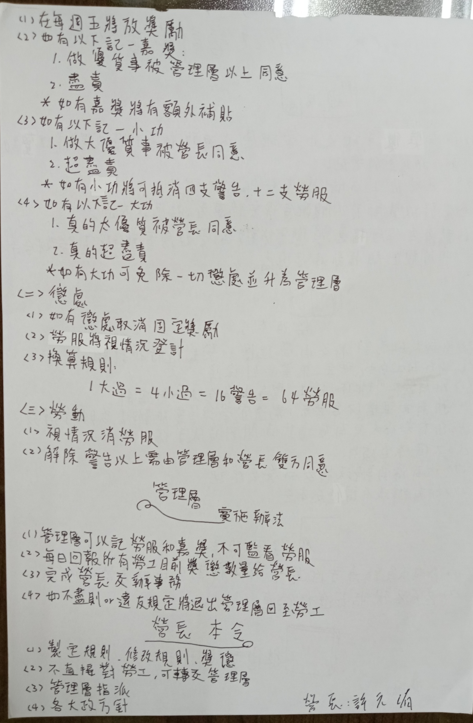 (1)在每週五將放獎勵
(2)如有以下記一嘉獎:
1.做優質事被管理層以上同意
2.盡責
*如有嘉獎將有額外補貼
(3)如有以下記一小功
1.做大優質事被營長同意
2.超盡責
*如有小功將可抵消四支警告,十二支勞服
(4)如有以下記一大功
1.真的太優質被營長同意
2.真的超盡責
*如有大功可免除一切懲處並升為管理層
<二>懲處
(1)如有懲處取消固定獎勵
(2)勞服將視情況登計
(3)換算規則:
1大過=4小過=16警告=64勞服
<三>勞動
(1)視情況消勞服
(2)解除警告以上需由管理層和營長雙方同意
管理層
實施辦法
(1)管理層可以記勞服和嘉獎,不可監看勞服
(2)每日回報所有勞工目前獎懲數量給營長
(3)完成營長交辦事務
(4)如不盡則or違反規定將退出管理層回至勞工
營長 本令
(1)製定規則、修改規則、獎懲
(2)不直接對勞工,可轉交管理層
(3)管理層指派
(4)各大政方針
營長:許元